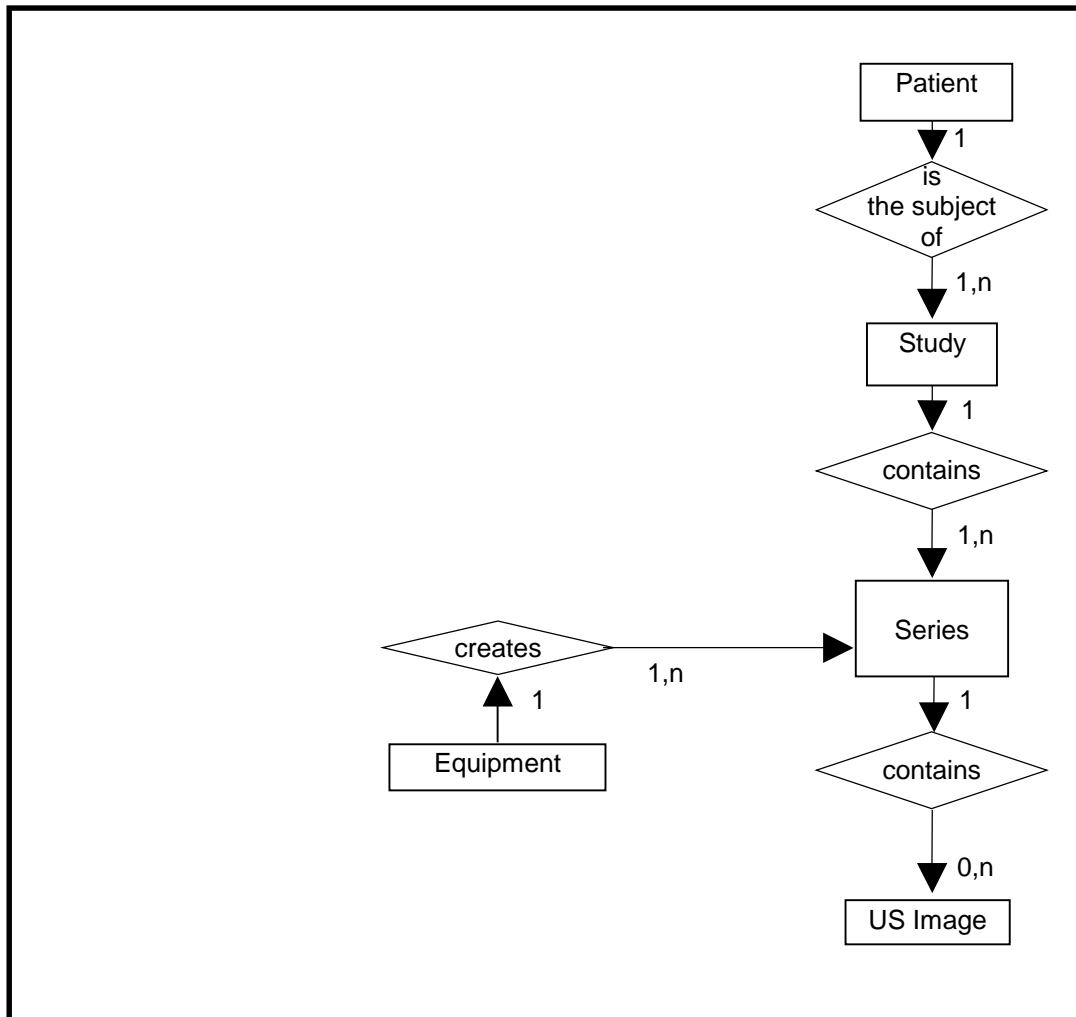 Patient
1
is
the subject
of
1,n
Study
1
contains
1,n
Series
creates
1,n
1
1
Equipment
contains
0,n
US Image